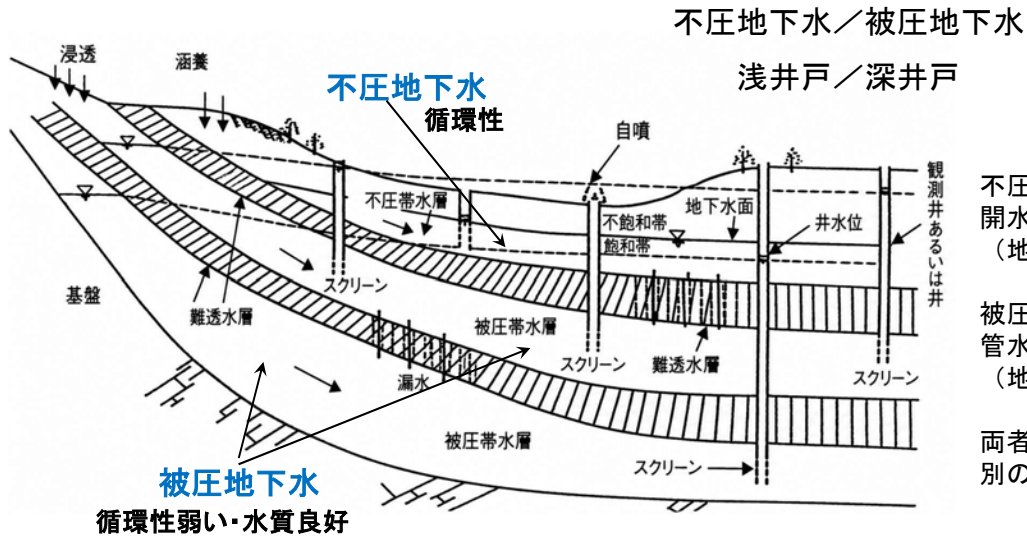 不圧地下水／被圧地下水
浅井戸／深井戸
浸透
涵養
不圧地下水
循環性
自噴
不圧帯水層
不飽和帯
飽和帯
地下水面
井水位
観測井あるいは井
基盤
難透水層
スクリーン
被圧帯水層
スクリーン
難透水層
スクリーン
漏水
被圧帯水層
スクリーン
被圧地下水
循環性弱い・水質良好
不圧
開水
（地
被圧
管水
（地
両者
別の